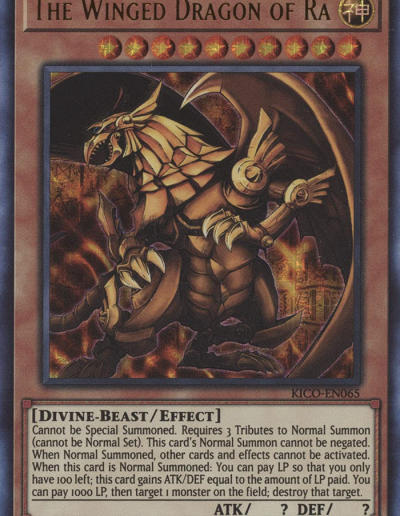 The Winged Dragon of Ra
神
KICO-EN065
[Divine-Beast/Effect]
Cannot be Special Summoned. Requires 3 Tributes to Normal Summon
(cannot be Normal Set). This card's Normal Summon cannot be negated.
When Normal Summoned, other cards and effects cannot be activated.
When this card is Normal Summoned: You can pay LP so that you only
have 100 left; this card gains ATK/DEF equal to the amount of LP paid. You
can pay 1000 LP, then target 1 monster on the field; destroy that target.
ATK/ ? DEF/ ?